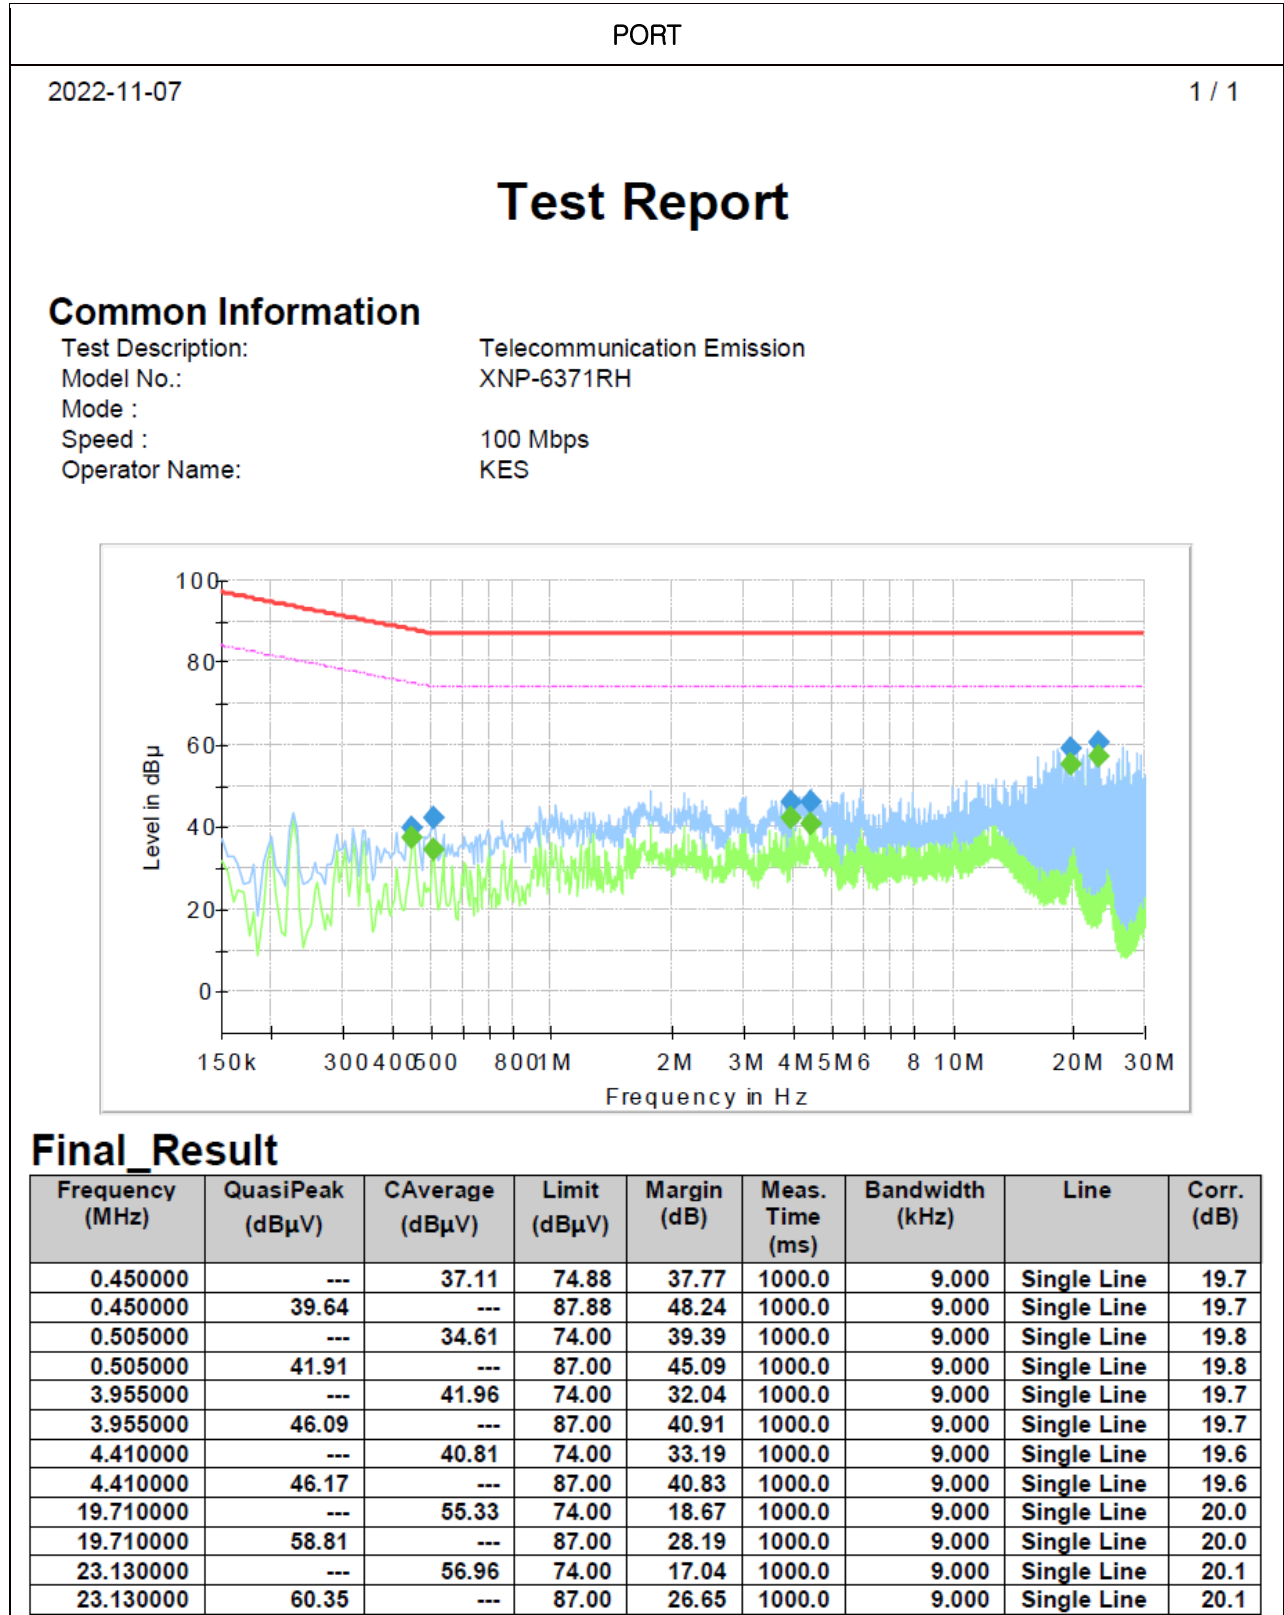 PORT
2022-11-07 1 / 1
Test Report
Common Information
Test Description: Telecommunication Emission
Model No.: XNP-6371RH
Mode :
Speed : 100 Mbps
Operator Name: KES
100
80
60
40
20
0
Level in dBµ
150k 300 400 500 800 1M 2M 3M 4M 5M 6 8 10M 20M 30M
Frequency in Hz
Final_Result
Frequency (MHz) QuasiPeak (dBµV) CAverage (dBµV) Limit (dBµV) Margin (dB) Meas. Time (ms) Bandwidth (kHz) Line Corr. (dB)
0.450000 --- 37.11 74.88 37.77 1000.0 9.000 Single Line 19.7
0.450000 39.64 --- 87.88 48.24 1000.0 9.000 Single Line 19.7
0.505000 --- 34.61 74.00 39.39 1000.0 9.000 Single Line 19.8
0.505000 41.91 --- 87.00 45.09 1000.0 9.000 Single Line 19.8
3.955000 --- 41.96 74.00 32.04 1000.0 9.000 Single Line 19.7
3.955000 46.09 --- 87.00 40.91 1000.0 9.000 Single Line 19.7
4.410000 --- 40.81 74.00 33.19 1000.0 9.000 Single Line 19.6
4.410000 46.17 --- 87.00 40.83 1000.0 9.000 Single Line 19.6
19.710000 --- 55.33 74.00 18.67 1000.0 9.000 Single Line 20.0
19.710000 58.81 --- 87.00 28.19 1000.0 9.000 Single Line 20.0
23.130000 --- 56.96 74.00 17.04 1000.0 9.000 Single Line 20.1
23.130000 60.35 --- 87.00 26.65 1000.0 9.000 Single Line 20.1